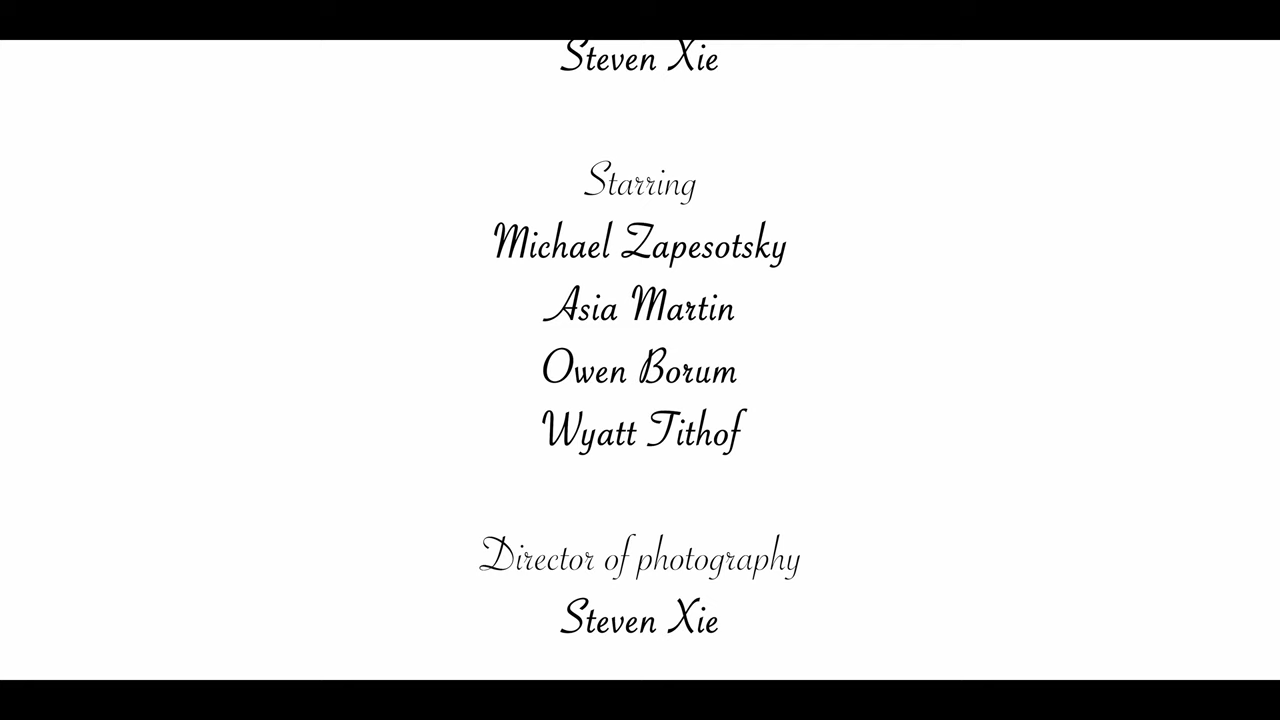 Steven Xie
Starring
Michael Zapesotsky
Asia Martin
Owen Borum
Wyatt Tithof
Director of photography
Steven Xie